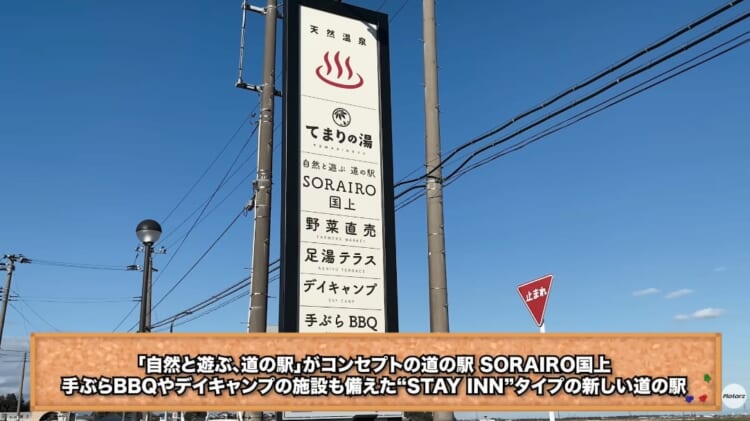 天然温泉
てまりの湯
TEMARINOYU
自然と遊ぶ 道の駅
SORAIRO
国上
野菜直売
FARMERS MARKET
足湯テラス
ASHIYU TERRACE
デイキャンプ
DAY CAMP
手ぶらBBQ
止まれ
「自然と遊ぶ、道の駅」がコンセプトの道の駅 SORAIRO国上
手ぶらBBQやデイキャンプの施設も備えた“STAY INN”タイプの新しい道の駅
Motorz